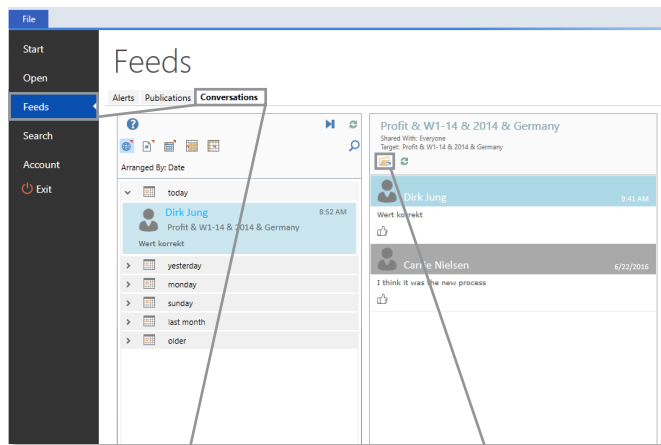 File
Start
Open
Feeds
Search
Account
Exit
Feeds
Alerts Publications Conversations
Arranged By: Date
today
Dirk Jung 8:52 AM
Profit & W1-14 & 2014 & Germany
Wert korrekt
yesterday
monday
sunday
last month
older
Profit & W1-14 & 2014 & Germany
Shared With: Everyone
Target: Profit & W1-14 & 2014 & Germany
Dirk Jung 9:41 AM
Wert korrekt
Carrie Nielsen 6/22/2016
I think it was the new process